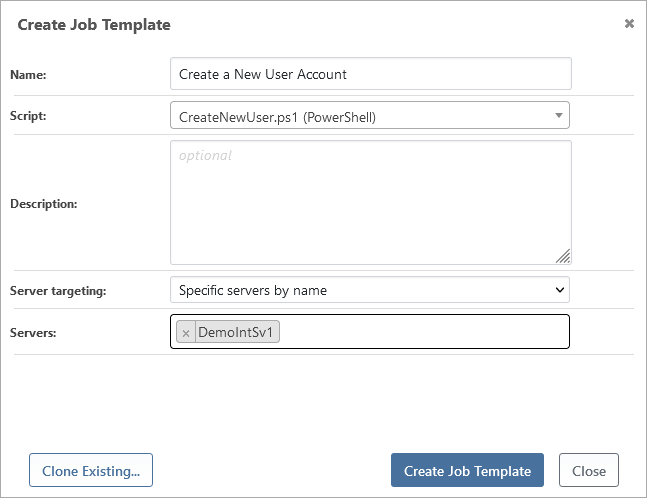 Create Job Template ×
Name: Create a New User Account
Script: CreateNewUser.ps1 (PowerShell)
optional
Description:
Server targeting: Specific servers by name
Servers: × DemoIntSv1
Clone Existing... Create Job Template Close